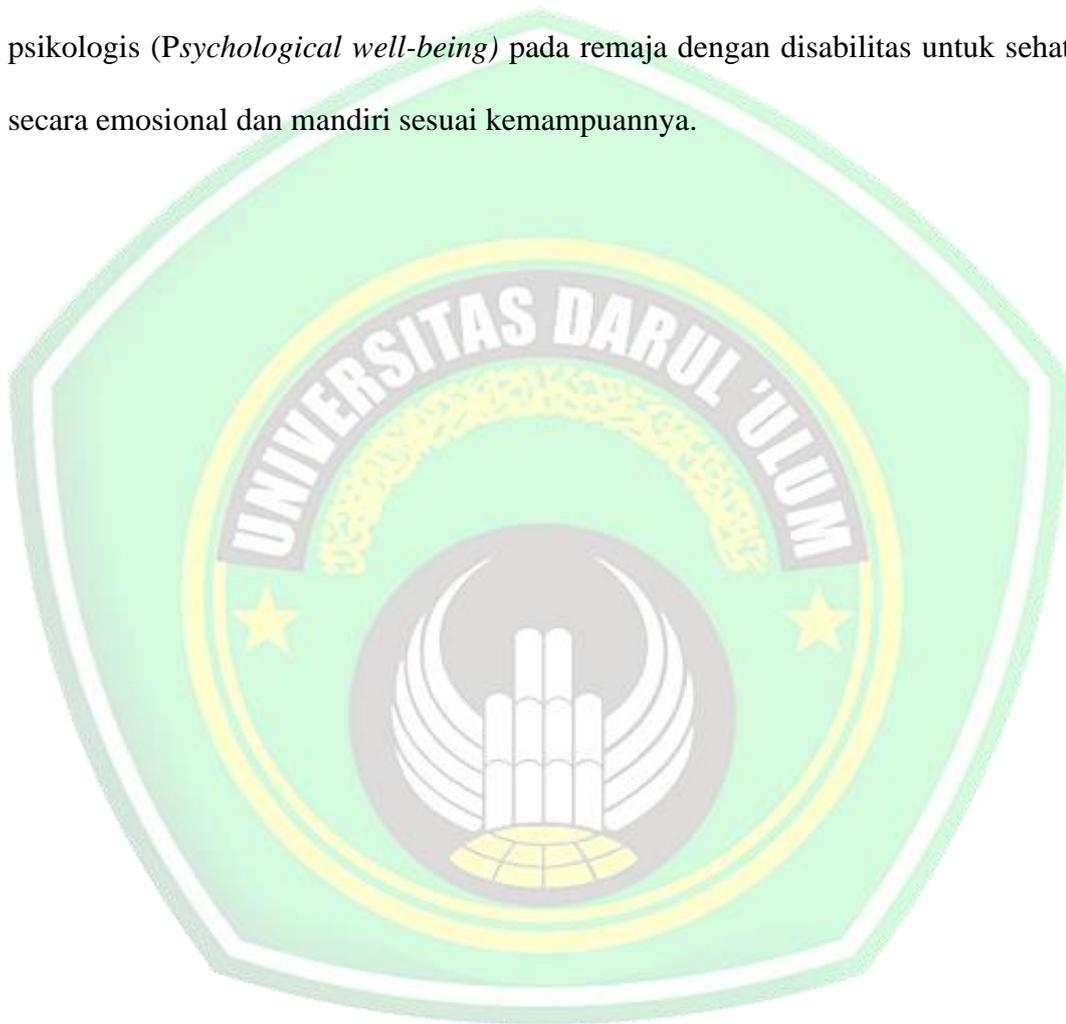 psikologis (Psychological well-being) pada remaja dengan disabilitas untuk sehat
secara emosional dan mandiri sesuai kemampuannya.
UNIVERSITAS DARUL 'ULUM